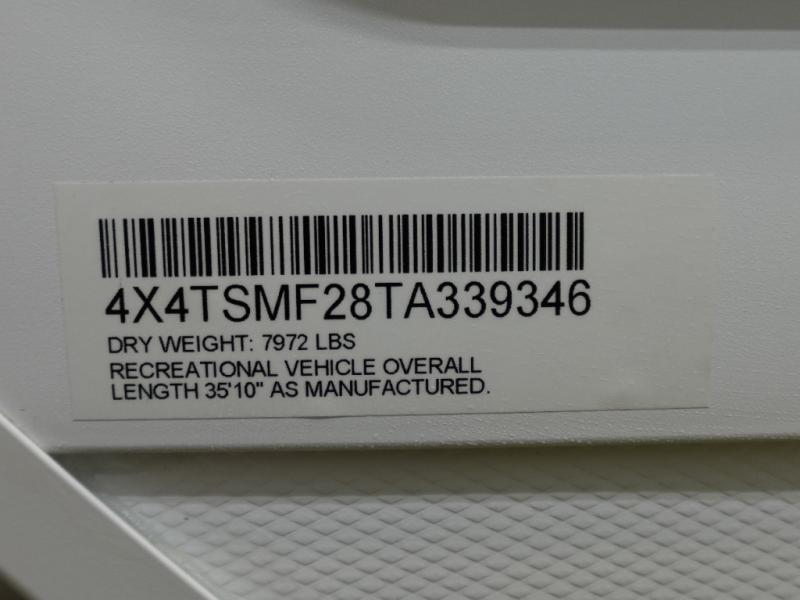 4X4TSMF28TA339346
DRY WEIGHT: 7972 LBS
RECREATIONAL VEHICLE OVERALL
LENGTH 35'10" AS MANUFACTURED.